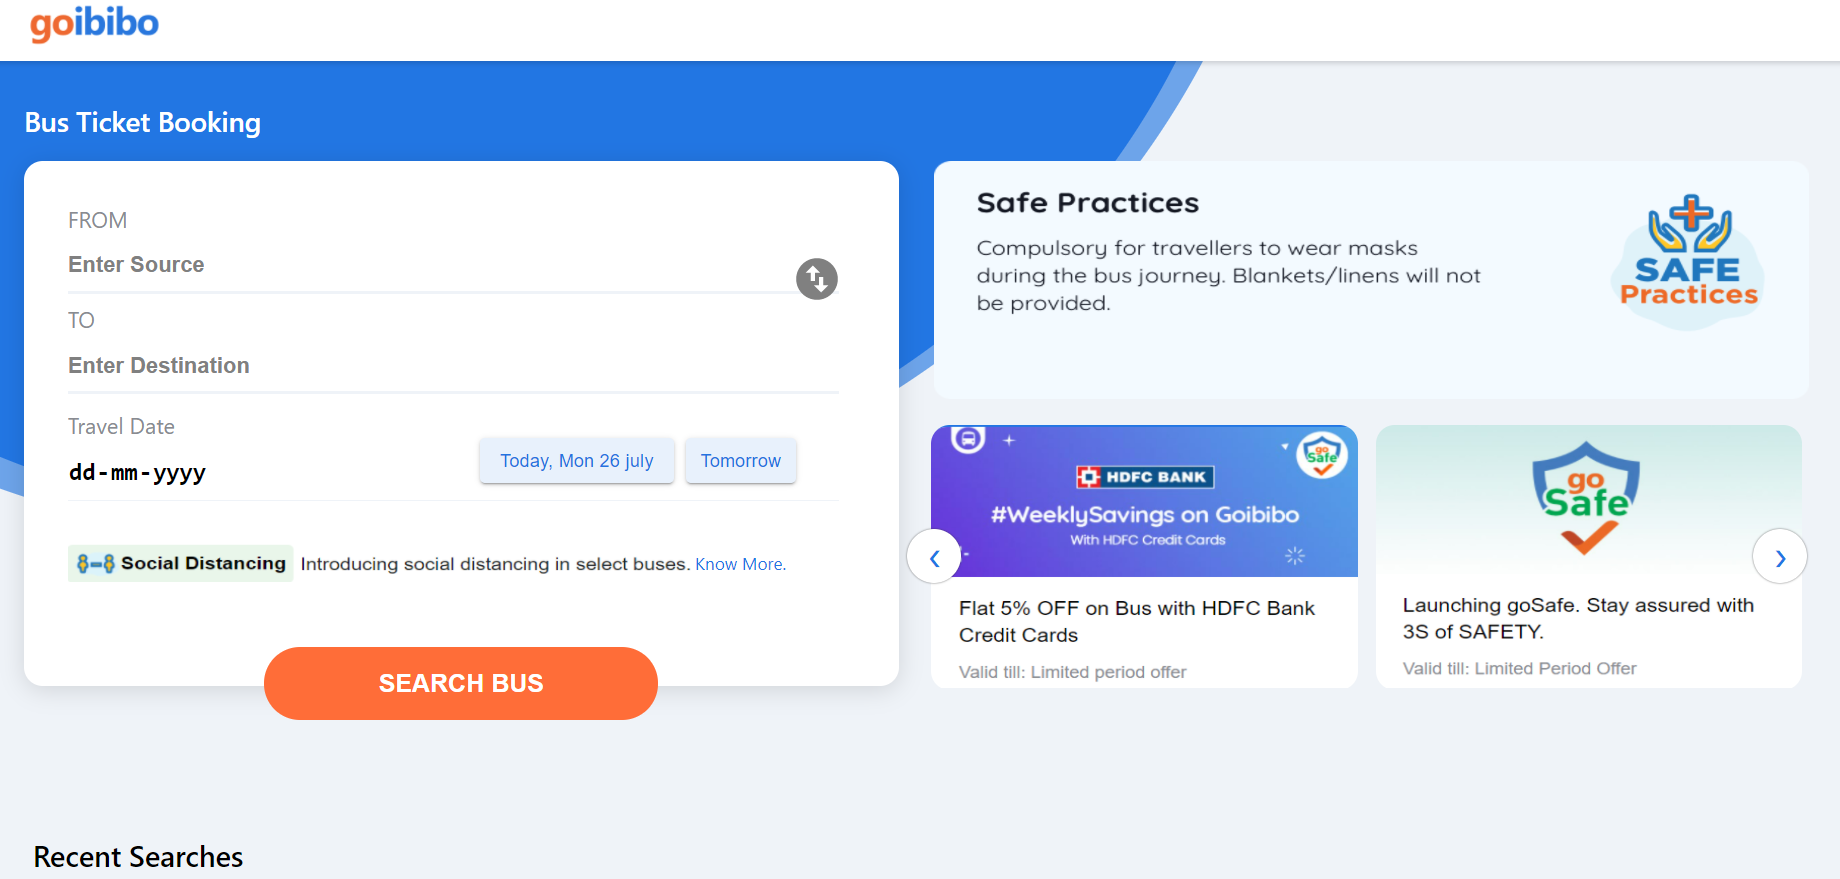 goibibo
Bus Ticket Booking
FROM
Enter Source
TO
Enter Destination
Travel Date
dd-mm-yyyy
Today, Mon 26 july
Tomorrow
Social Distancing Introducing social distancing in select buses. Know More.
SEARCH BUS
Safe Practices
Compulsory for travellers to wear masks
during the bus journey. Blankets/linens will not
be provided.
SAFE
Practices
go
Safe
HDFC BANK
#WeeklySavings on Goibibo
With HDFC Credit Cards
Flat 5% OFF on Bus with HDFC Bank
Credit Cards
Valid till: Limited period offer
go
Safe
Launching goSafe. Stay assured with
3S of SAFETY.
Valid till: Limited Period Offer
Recent Searches